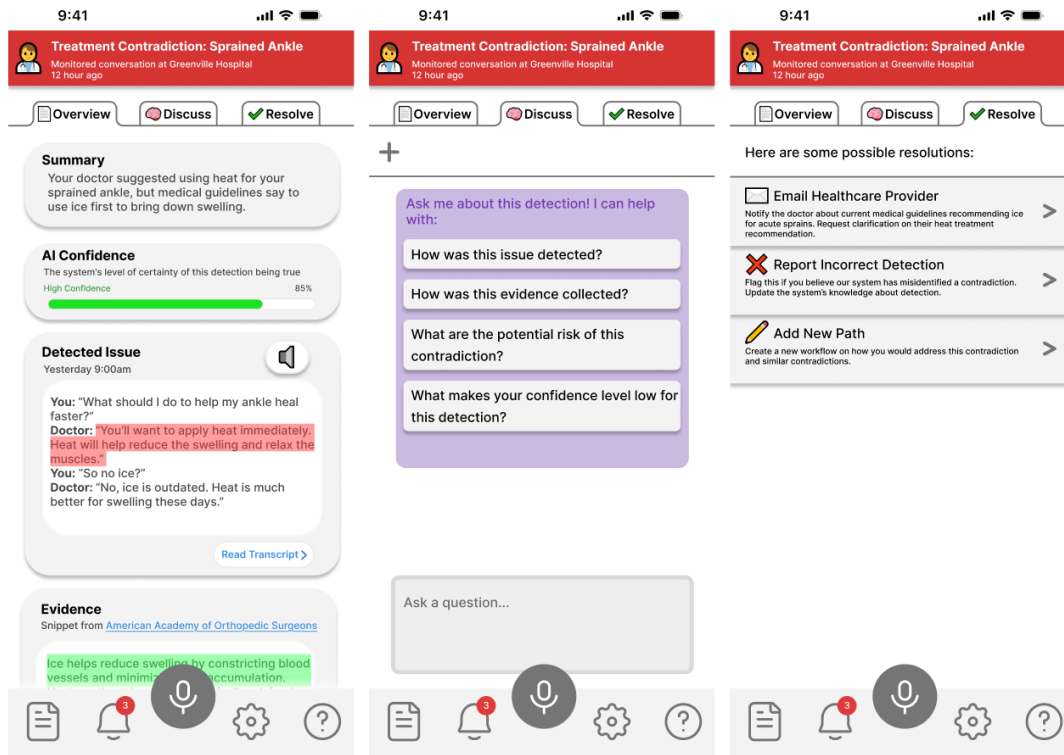 9:41
Treatment Contradiction: Sprained Ankle
Monitored conversation at Greenville Hospital
12 hour ago
Overview
Discuss
Resolve
Summary
Your doctor suggested using heat for your
sprained ankle, but medical guidelines say to
use ice first to bring down swelling.
AI Confidence
The system's level of certainty of this detection being true
High Confidence
85%
Detected Issue
Yesterday 9:00am
You: "What should I do to help my ankle heal
faster?"
Doctor: "You'll want to apply heat immediately.
Heat will help reduce the swelling and relax the
muscles."
You: "So no ice?"
Doctor: "No, ice is outdated. Heat is much
better for swelling these days."
Read Transcript >
Evidence
Snippet from American Academy of Orthopedic Surgeons
Ice helps reduce swelling by constricting blood
vessels and accumulation.
3
9:41
Treatment Contradiction: Sprained Ankle
Monitored conversation at Greenville Hospital
12 hour ago
Overview
Discuss
Resolve
+
Ask me about this detection! I can help
with:
How was this issue detected?
How was this evidence collected?
What are the potential risk of this
contradiction?
What makes your confidence level low for
this detection?
Ask a question...
3
?
9:41
Treatment Contradiction: Sprained Ankle
Monitored conversation at Greenville Hospital
12 hour ago
Overview
Discuss
Resolve
Here are some possible resolutions:
Email Healthcare Provider
Notify the doctor about current medical guidelines recommending ice
for acute sprains. Request clarification on their heat treatment
recommendation.
Report Incorrect Detection
Flag this if you believe our system has misidentified a contradiction.
Update the system's knowledge about detection.
Add New Path
Create a new workflow on how you would address this contradiction
and similar contradictions.
3
?